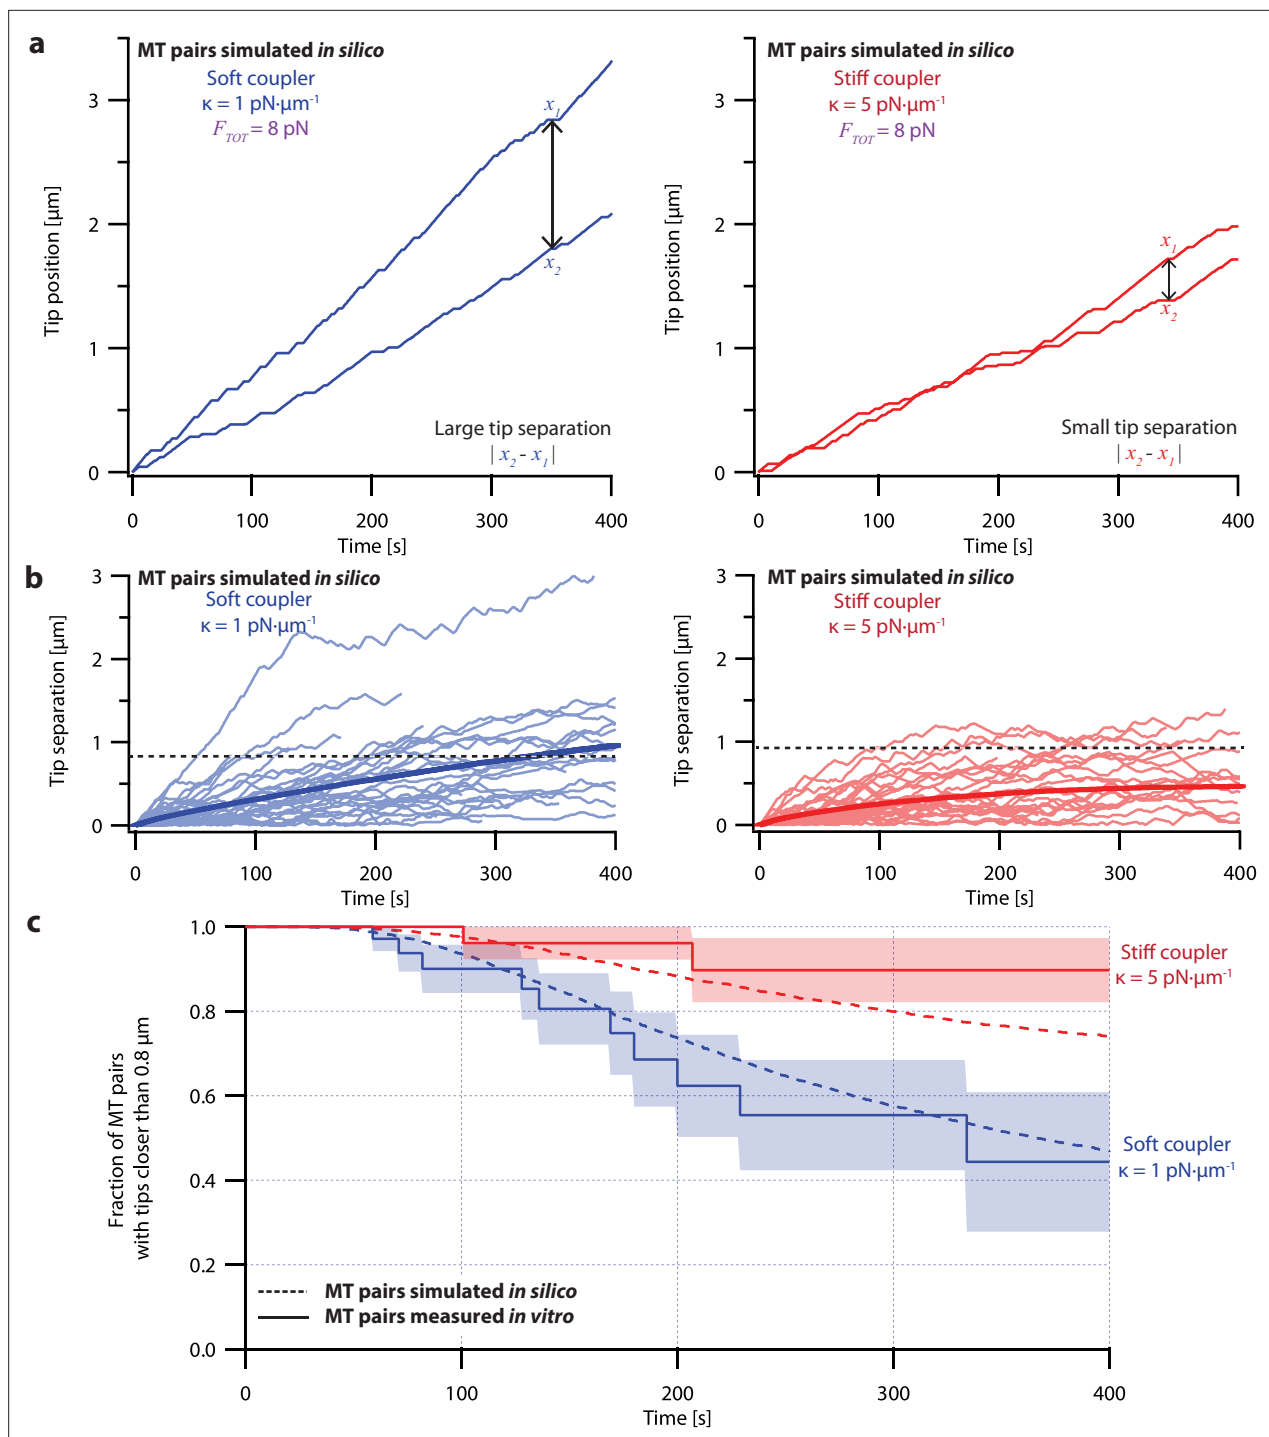 a
MT pairs simulated in silico
Soft coupler
κ = 1 pN·µm⁻¹
F_TOT = 8 pN
Tip position [µm]
3
2
1
0
x₁
x₂
Large tip separation
| x₂ - x₁ |
0 100 200 300 400
Time [s]
MT pairs simulated in silico
Stiff coupler
κ = 5 pN·µm⁻¹
F_TOT = 8 pN
Tip position [µm]
3
2
1
0
x₁
x₂
Small tip separation
| x₂ - x₁ |
0 100 200 300 400
Time [s]
b
MT pairs simulated in silico
Soft coupler
κ = 1 pN·µm⁻¹
Tip separation [µm]
3
2
1
0
0 100 200 300 400
Time [s]
MT pairs simulated in silico
Stiff coupler
κ = 5 pN·µm⁻¹
Tip separation [µm]
3
2
1
0
0 100 200 300 400
Time [s]
c
Fraction of MT pairs
with tips closer than 0.8 µm
1.0
0.8
0.6
0.4
0.2
0.0
Stiff coupler
κ = 5 pN·µm⁻¹
Soft coupler
κ = 1 pN·µm⁻¹
MT pairs simulated in silico
MT pairs measured in vitro
0 100 200 300 400
Time [s]